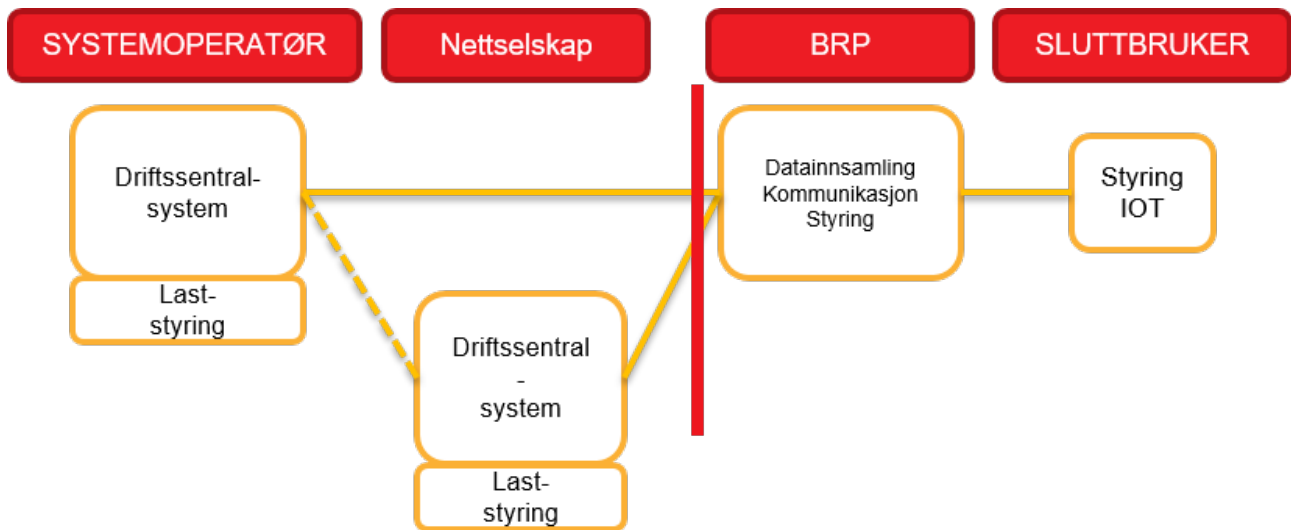 SYSTEMOPERATØR
Nettselskap
BRP
SLUTTBRUKER
Driftssentral-
system
Last-
styring
Driftssentral
-
system
Last-
styring
Datainnsamling
Kommunikasjon
Styring
Styring
IOT